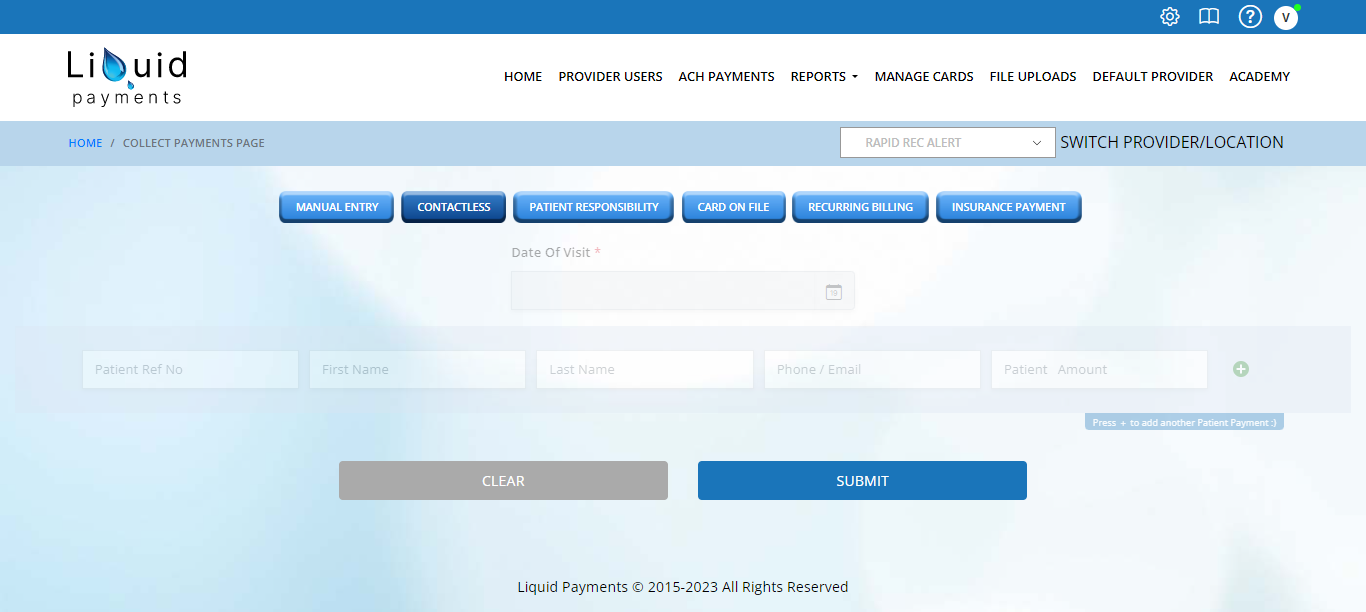 V
Liquid
payments
HOME PROVIDER USERS ACH PAYMENTS REPORTS MANAGE CARDS FILE UPLOADS DEFAULT PROVIDER ACADEMY
HOME / COLLECT PAYMENTS PAGE
RAPID REC ALERT SWITCH PROVIDER/LOCATION
MANUAL ENTRY CONTACTLESS PATIENT RESPONSIBILITY CARD ON FILE RECURRING BILLING INSURANCE PAYMENT
Date Of Visit *
19
Patient Ref No First Name Last Name Phone / Email Patient Amount
Press + to add another Patient Payment :)
CLEAR SUBMIT
Liquid Payments © 2015-2023 All Rights Reserved